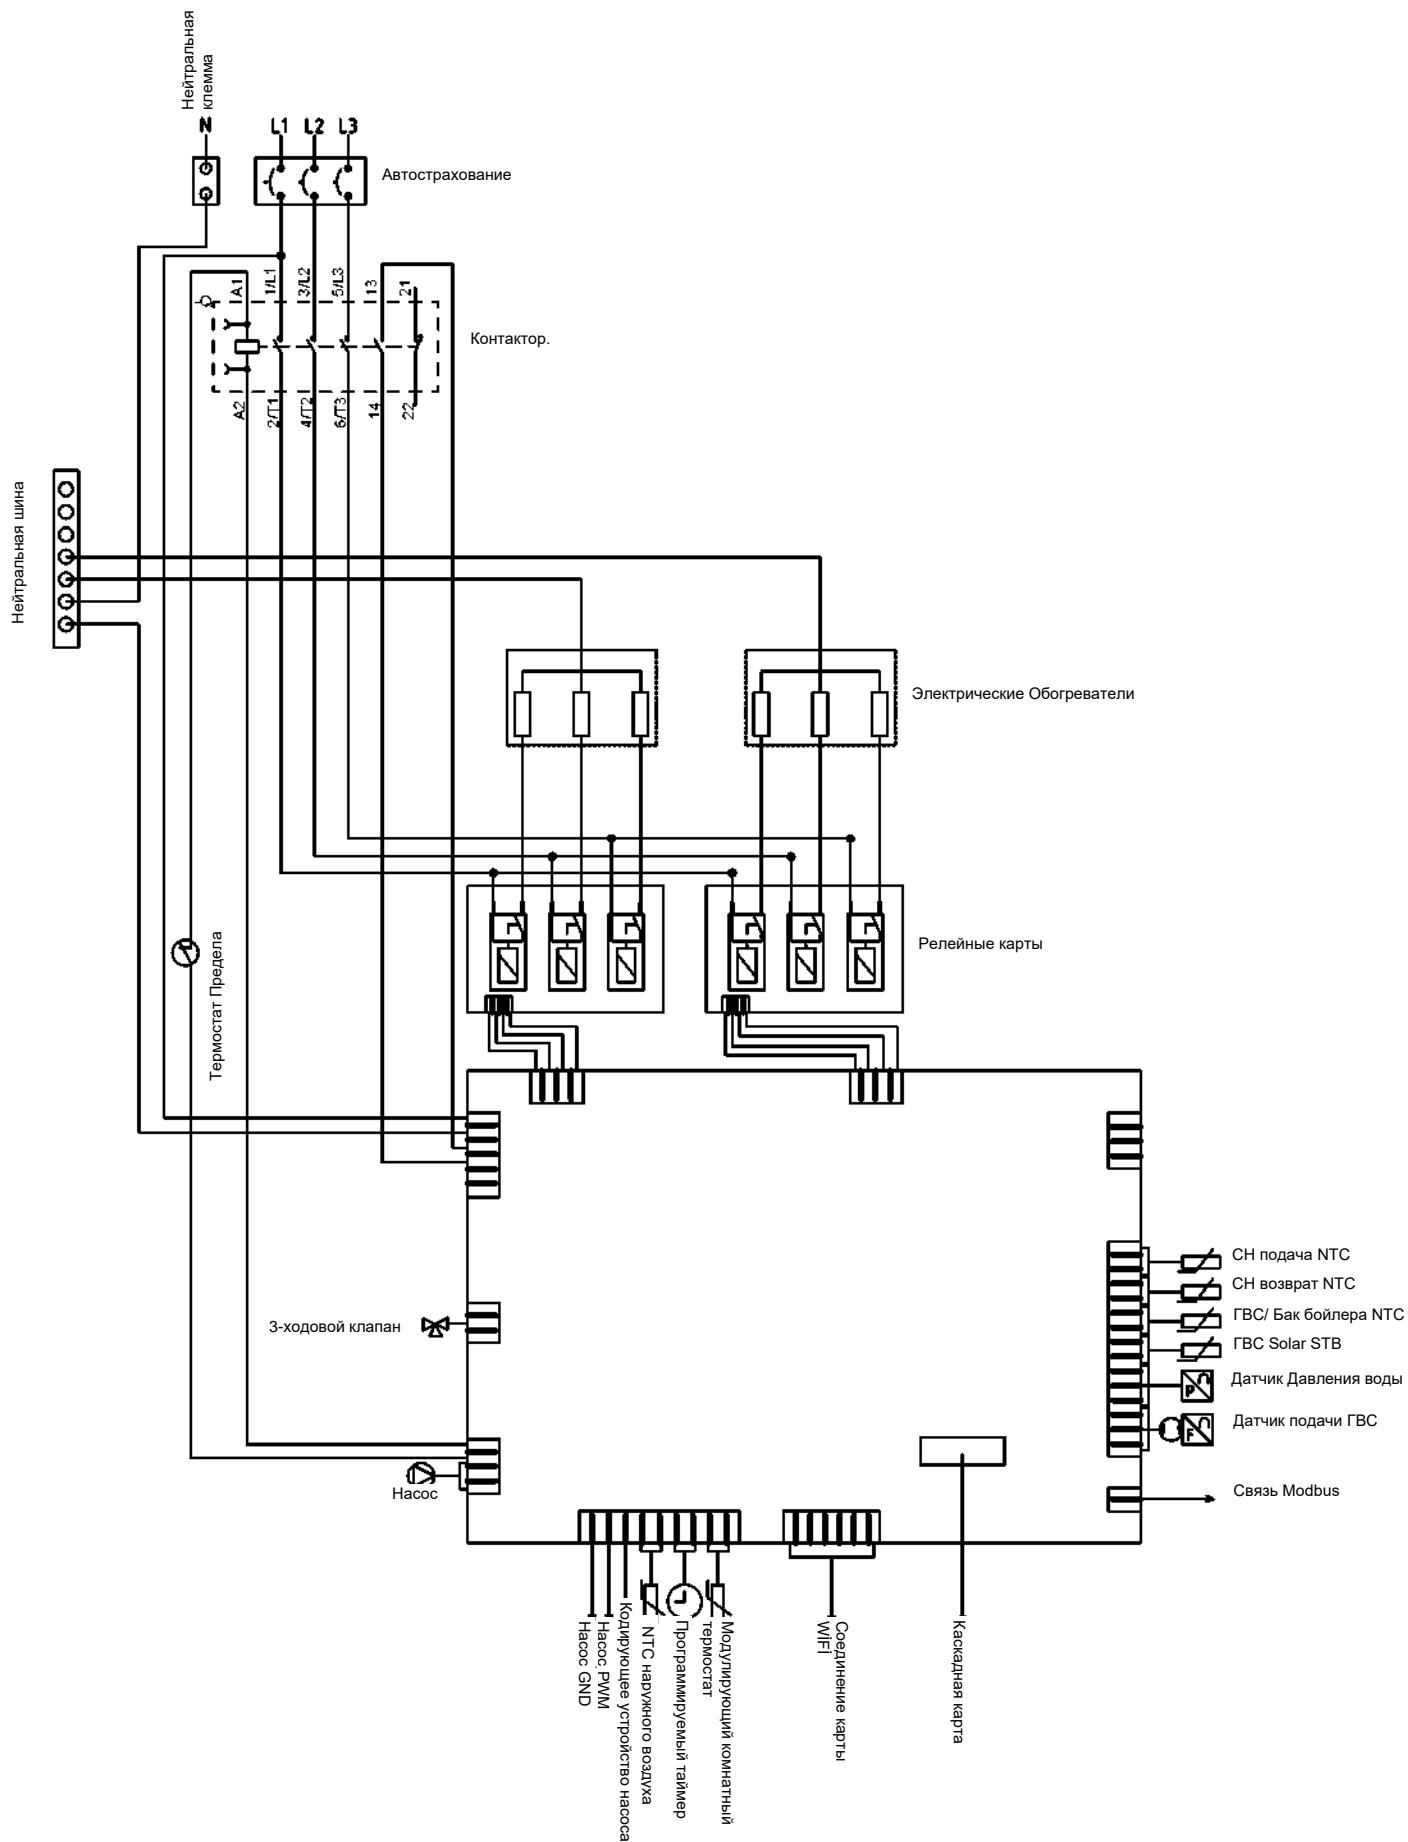 Нейтральная
клемма
N
L1 L2 L3
Автострахование
A1
1/L1
3/L2
5/L3
13
21
Контактор.
A2
2/T1
4/T2
6/T3
14
22
Нейтральная шина
Электрические Обогреватели
Релейные карты
Термостат Предела
СН подача NTC
СН возврат NTC
ГВС/ Бак бойлера NTC
ГВС Solar STB
P
Датчик Давления воды
F
Датчик подачи ГВС
Связь Modbus
3-ходовой клапан
Насос
Насос GND
Насос PWM
Кодирующее устройство насоса
NTC наружного воздуха
Программируемый таймер
Модулирующий комнатный
термостат
Соединение карты
WİFİ
Каскадная карта